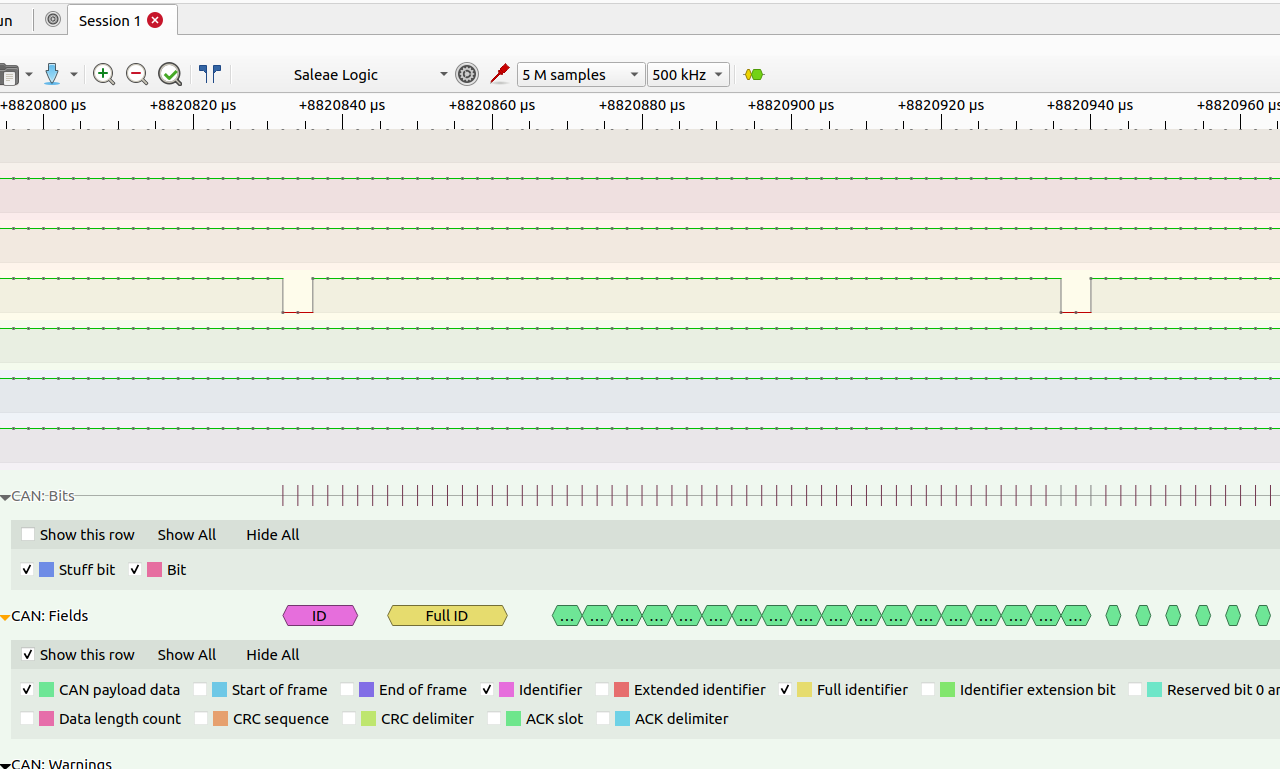 un Session 1
Saleae Logic 5 M samples 500 kHz
+8820800 µs +8820820 µs +8820840 µs +8820860 µs +8820880 µs +8820900 µs +8820920 µs +8820940 µs +8820960 µs
CAN: Bits
Show this row Show All Hide All
Stuff bit Bit
CAN: Fields ID Full ID ... ... ... ... ... ... ... ... ... ... ... ... ... ... ... ... ... ...
Show this row Show All Hide All
CAN payload data Start of frame End of frame Identifier Extended identifier Full identifier Identifier extension bit Reserved bit 0 an
Data length count CRC sequence CRC delimiter ACK slot ACK delimiter
CAN: Warnings